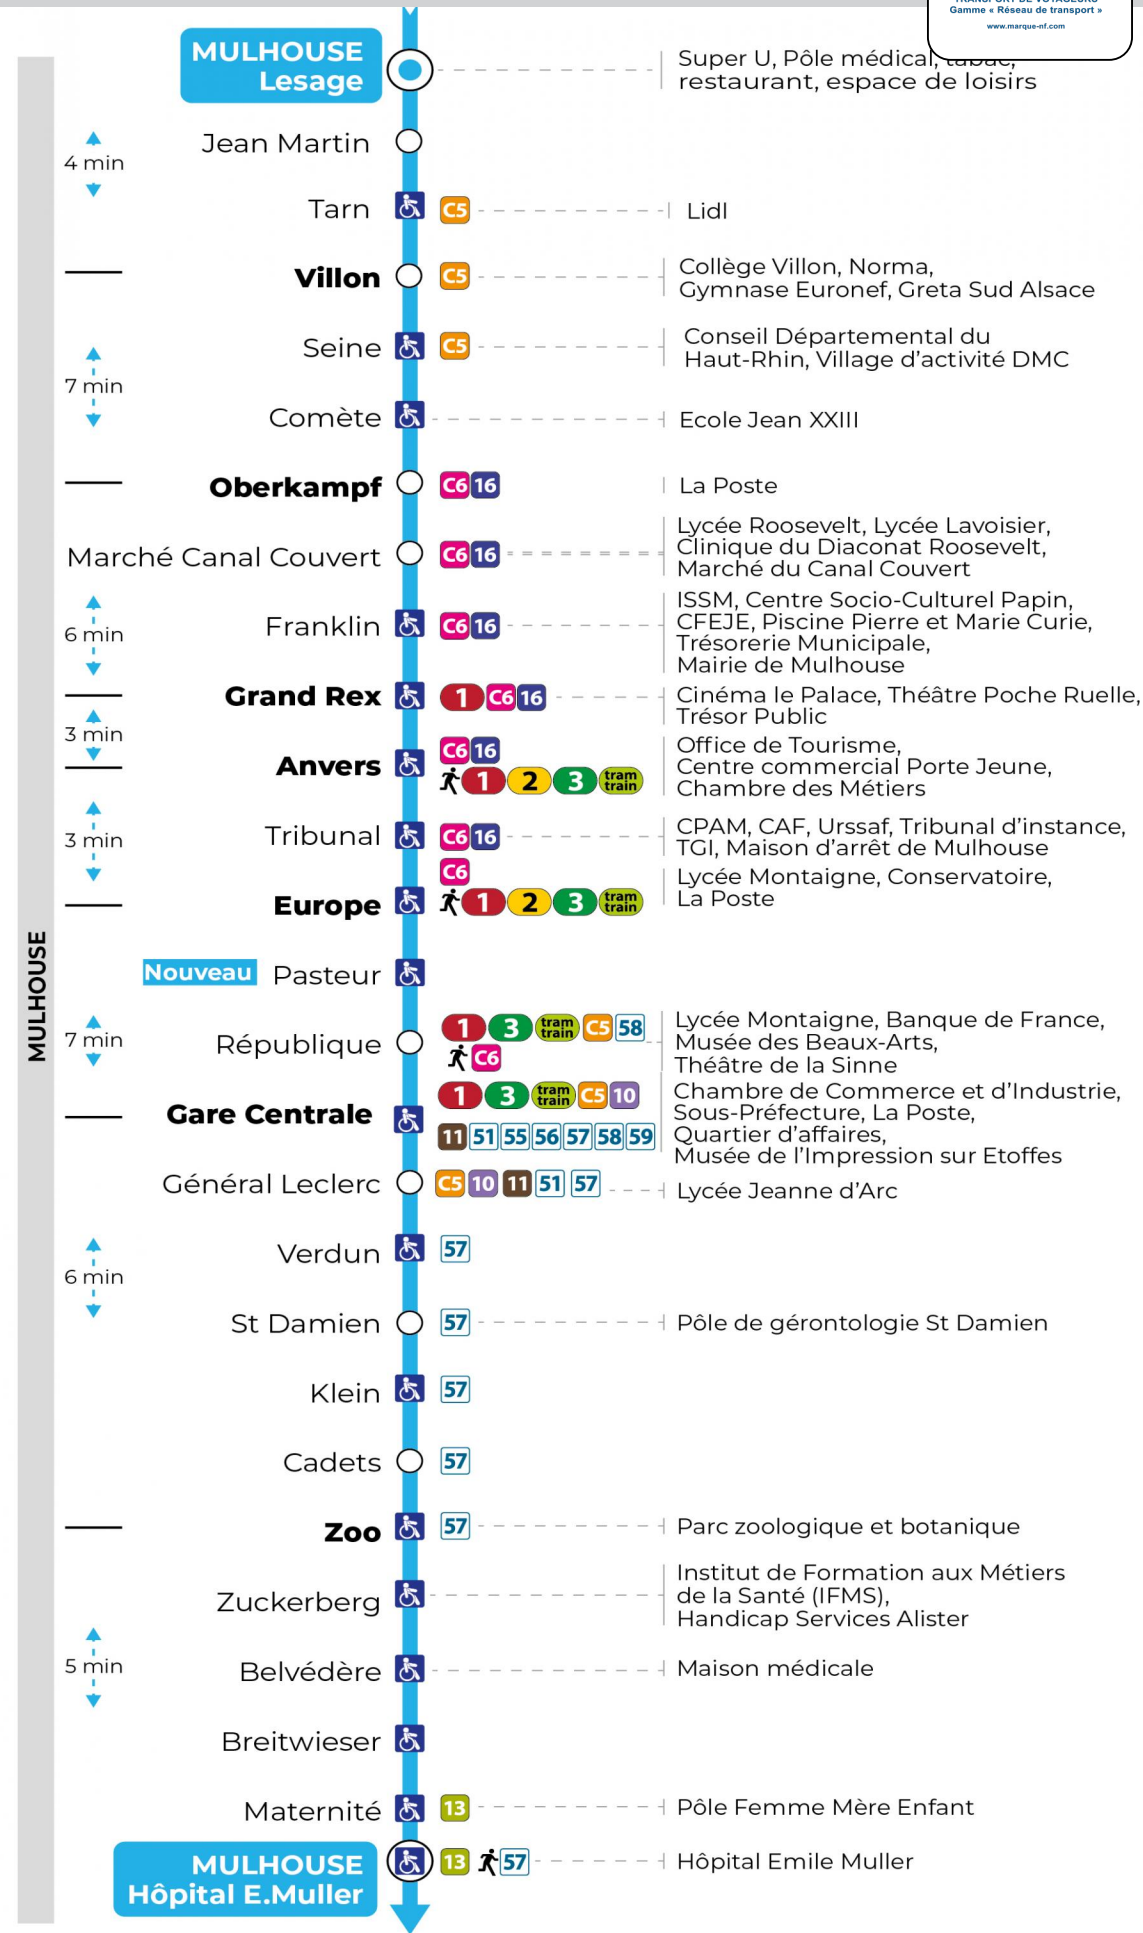 TRANSPORT DE VOYAGEURS
Gamme « Réseau de transport »
www.marque-nf.com
MULHOUSE
Lesage
Super U, Pôle médical, tabac,
restaurant, espace de loisirs
Jean Martin
4 min
Tarn
C5
Lidl
Villon
C5
Collège Villon, Norma,
Gymnase Euronef, Greta Sud Alsace
Seine
C5
Conseil Départemental du
Haut-Rhin, Village d’activité DMC
7 min
Comète
Ecole Jean XXIII
Oberkampf
C6 16
La Poste
Marché Canal Couvert
C6 16
Lycée Roosevelt, Lycée Lavoisier,
Clinique du Diaconat Roosevelt,
Marché du Canal Couvert
6 min
Franklin
C6 16
ISSM, Centre Socio-Culturel Papin,
CFEJE, Piscine Pierre et Marie Curie,
Trésorerie Municipale,
Mairie de Mulhouse
Grand Rex
1 C6 16
Cinéma le Palace, Théâtre Poche Ruelle,
Trésor Public
3 min
Anvers
C6 16
1 2 3 tram train
Office de Tourisme,
Centre commercial Porte Jeune,
Chambre des Métiers
3 min
Tribunal
C6 16
CPAM, CAF, Urssaf, Tribunal d’instance,
TGI, Maison d’arrêt de Mulhouse
Europe
C6
1 2 3 tram train
Lycée Montaigne, Conservatoire,
La Poste
MULHOUSE
Nouveau Pasteur
7 min
République
1 3 tram train C5 58
C6
Lycée Montaigne, Banque de France,
Musée des Beaux-Arts,
Théâtre de la Sinne
Gare Centrale
1 3 tram train C5 10
11 51 55 56 57 58 59
Chambre de Commerce et d’Industrie,
Sous-Préfecture, La Poste,
Quartier d’affaires,
Musée de l’Impression sur Etoffes
Général Leclerc
C5 10 11 51 57
Lycée Jeanne d’Arc
Verdun
57
6 min
St Damien
57
Pôle de gérontologie St Damien
Klein
57
Cadets
57
Zoo
57
Parc zoologique et botanique
Zuckerberg
Institut de Formation aux Métiers
de la Santé (IFMS),
Handicap Services Alister
5 min
Belvédère
Maison médicale
Breitwieser
Maternité
13
Pôle Femme Mère Enfant
MULHOUSE
Hôpital E.Muller
13 57
Hôpital Emile Muller